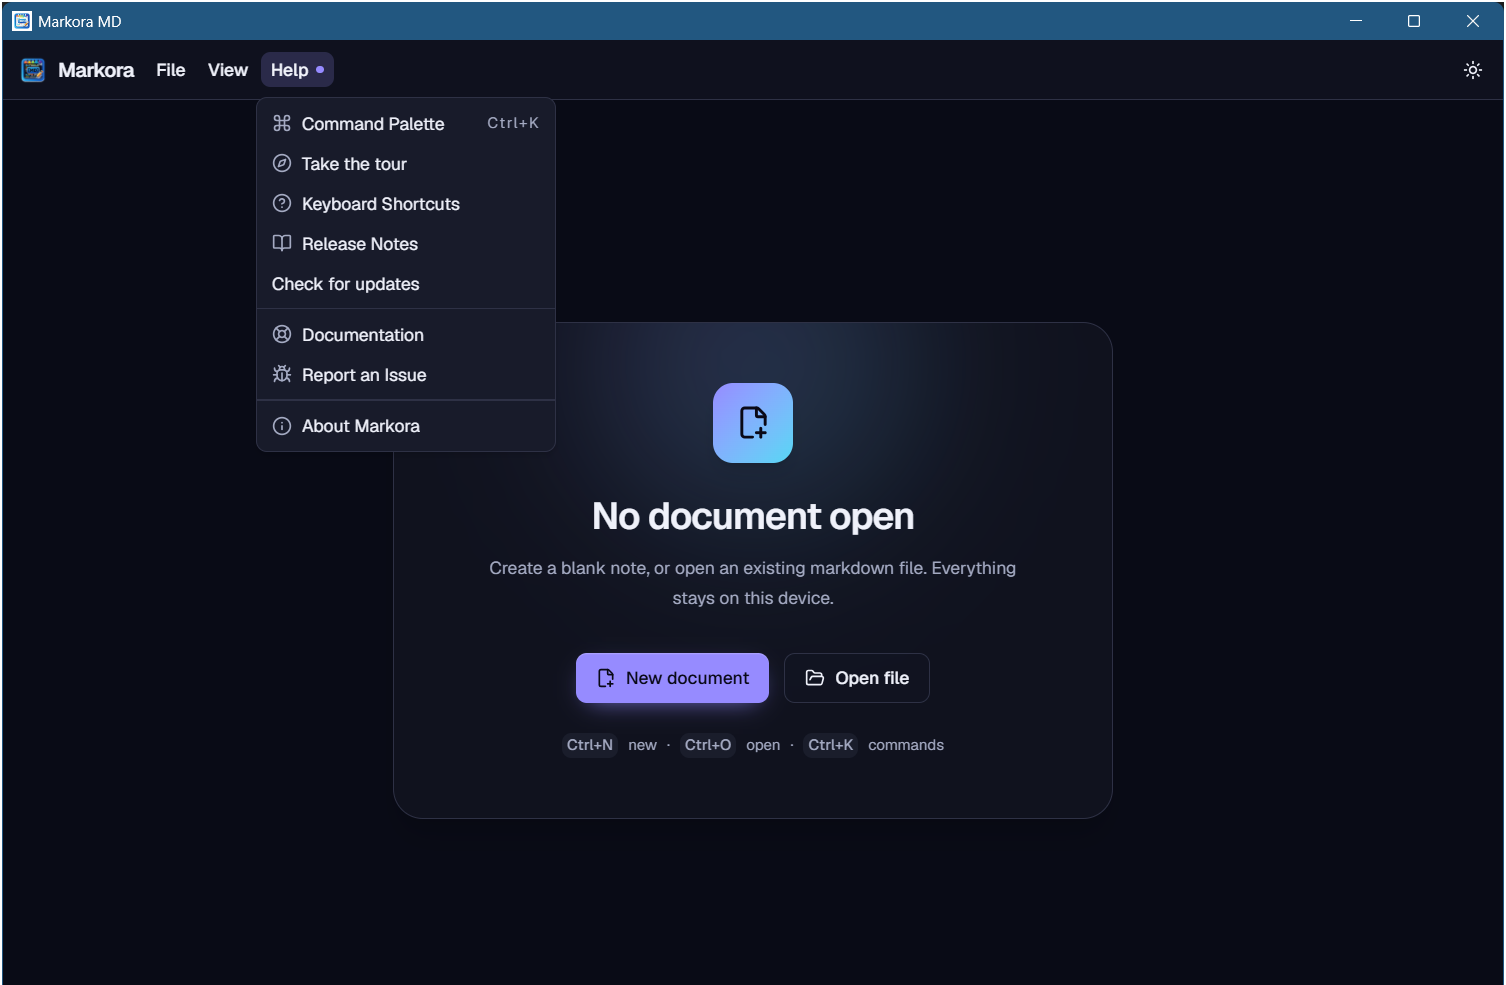 Markora MD
Markora File View Help
Command Palette Ctrl+K
Take the tour
Keyboard Shortcuts
Release Notes
Check for updates
Documentation
Report an Issue
About Markora
No document open
Create a blank note, or open an existing markdown file. Everything
stays on this device.
New document Open file
Ctrl+N new · Ctrl+O open · Ctrl+K commands